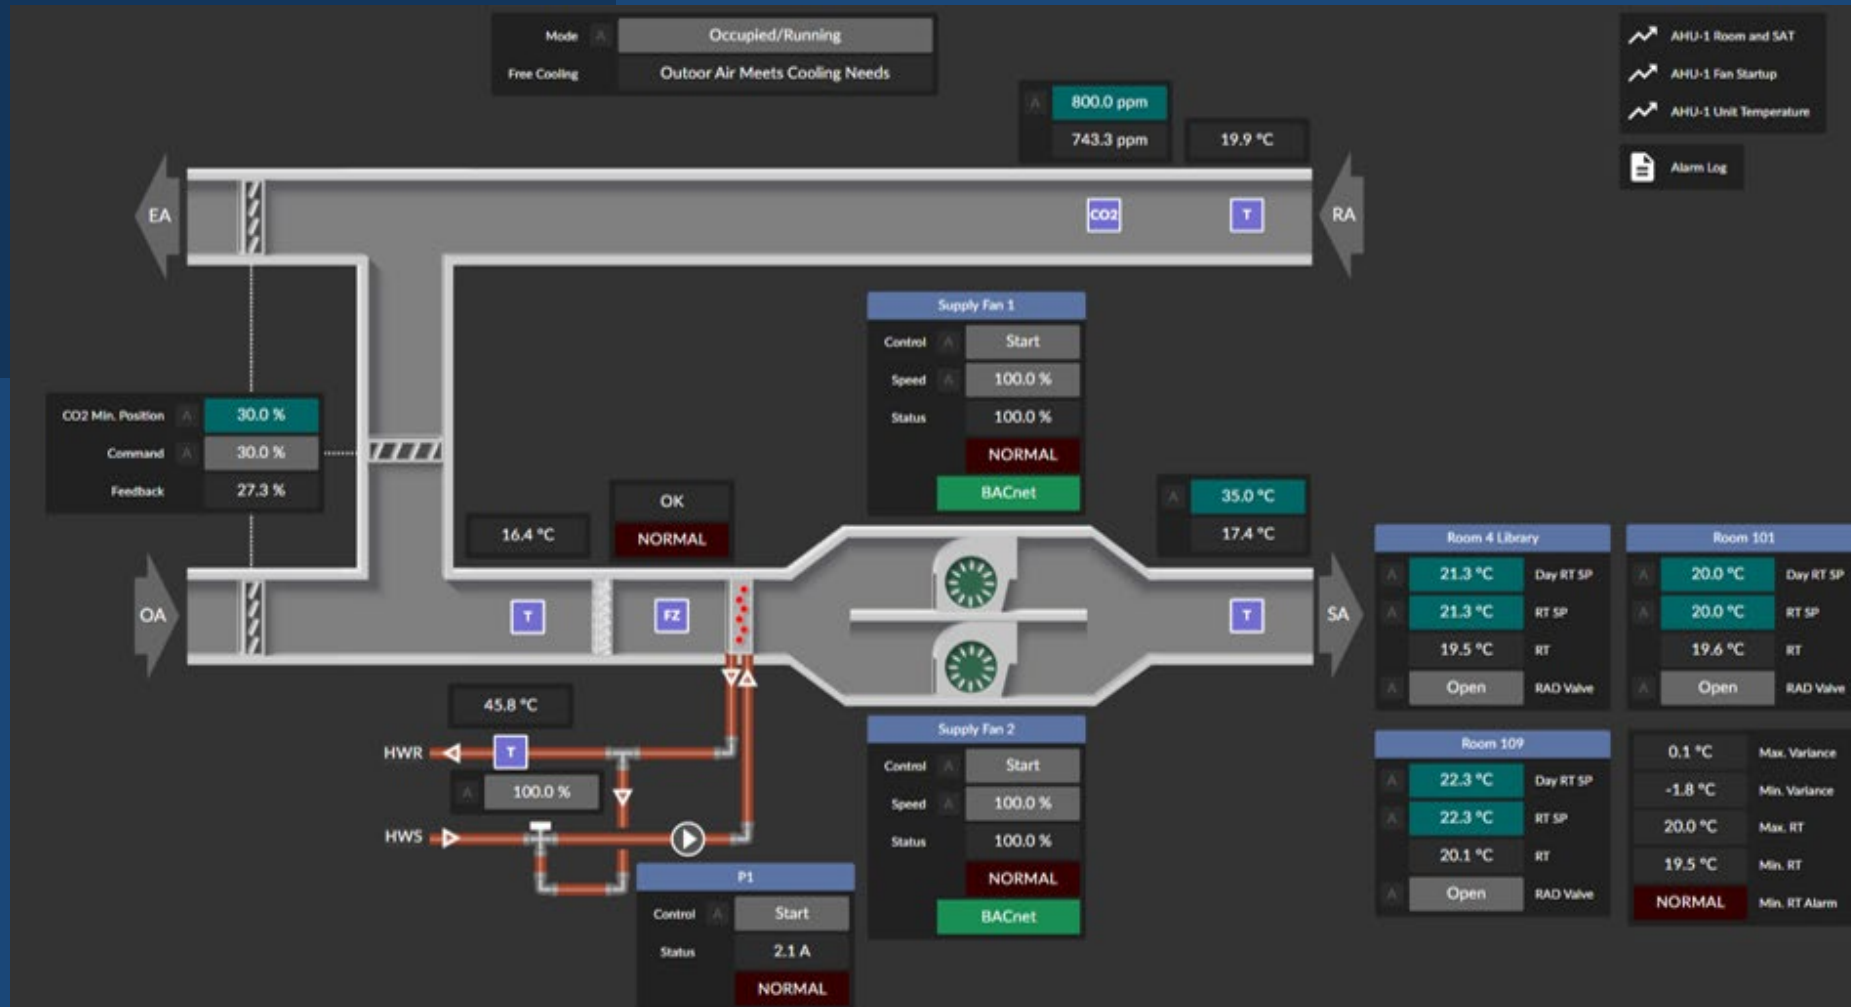 Mode A Occupied/Running
Free Cooling Outoor Air Meets Cooling Needs
AHU-1 Room and SAT
AHU-1 Fan Startup
AHU-1 Unit Temperature
Alarm Log
A 800.0 ppm
743.3 ppm
19.9 °C
EA
CO2
T
RA
CO2 Min. Position A 30.0 %
Command A 30.0 %
Feedback 27.3 %
Supply Fan 1
Control A Start
Speed A 100.0 %
Status 100.0 %
NORMAL
BACnet
16.4 °C
OK
NORMAL
A 35.0 °C
17.4 °C
OA
T
FZ
T
SA
Room 4 Library
A 21.3 °C Day RT SP
A 21.3 °C RT SP
19.5 °C RT
A Open RAD Valve
Room 101
A 20.0 °C Day RT SP
A 20.0 °C RT SP
19.6 °C RT
A Open RAD Valve
45.8 °C
HWR
T
A 100.0 %
HWS
Supply Fan 2
Control A Start
Speed A 100.0 %
Status 100.0 %
NORMAL
BACnet
P1
Control A Start
Status 2.1 A
NORMAL
Room 109
A 22.3 °C Day RT SP
A 22.3 °C RT SP
20.1 °C RT
A Open RAD Valve
0.1 °C Max. Variance
-1.8 °C Min. Variance
20.0 °C Max. RT
19.5 °C Min. RT
NORMAL Min. RT Alarm